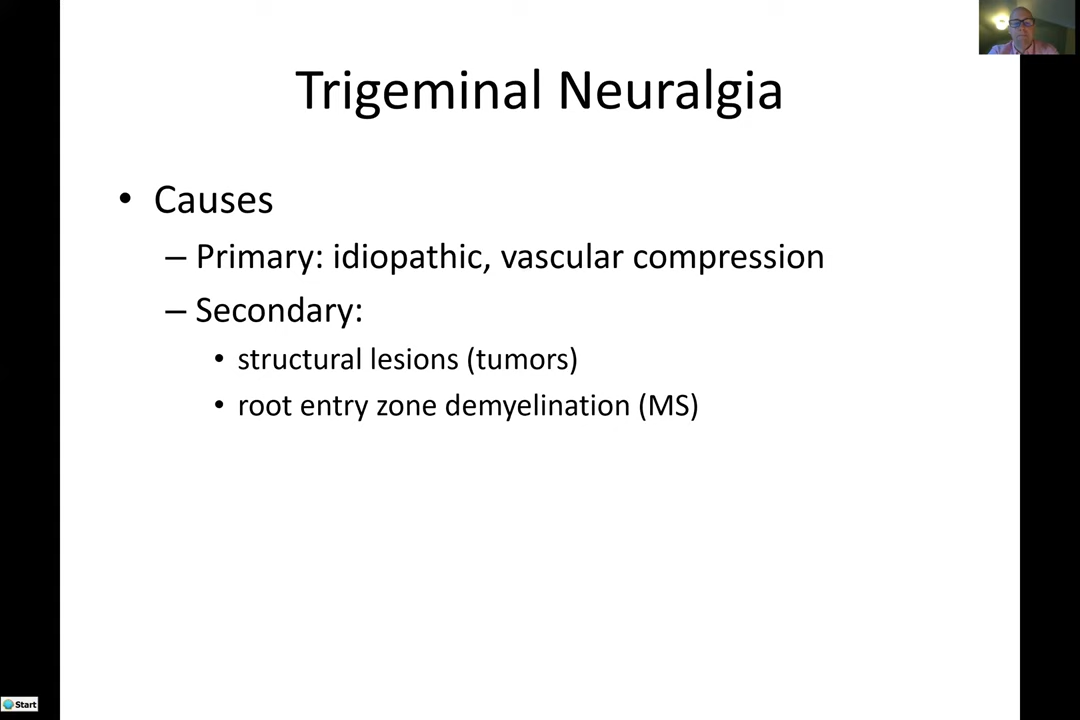 Trigeminal Neuralgia
• Causes
– Primary: idiopathic, vascular compression
– Secondary:
• structural lesions (tumors)
• root entry zone demyelination (MS)
Start